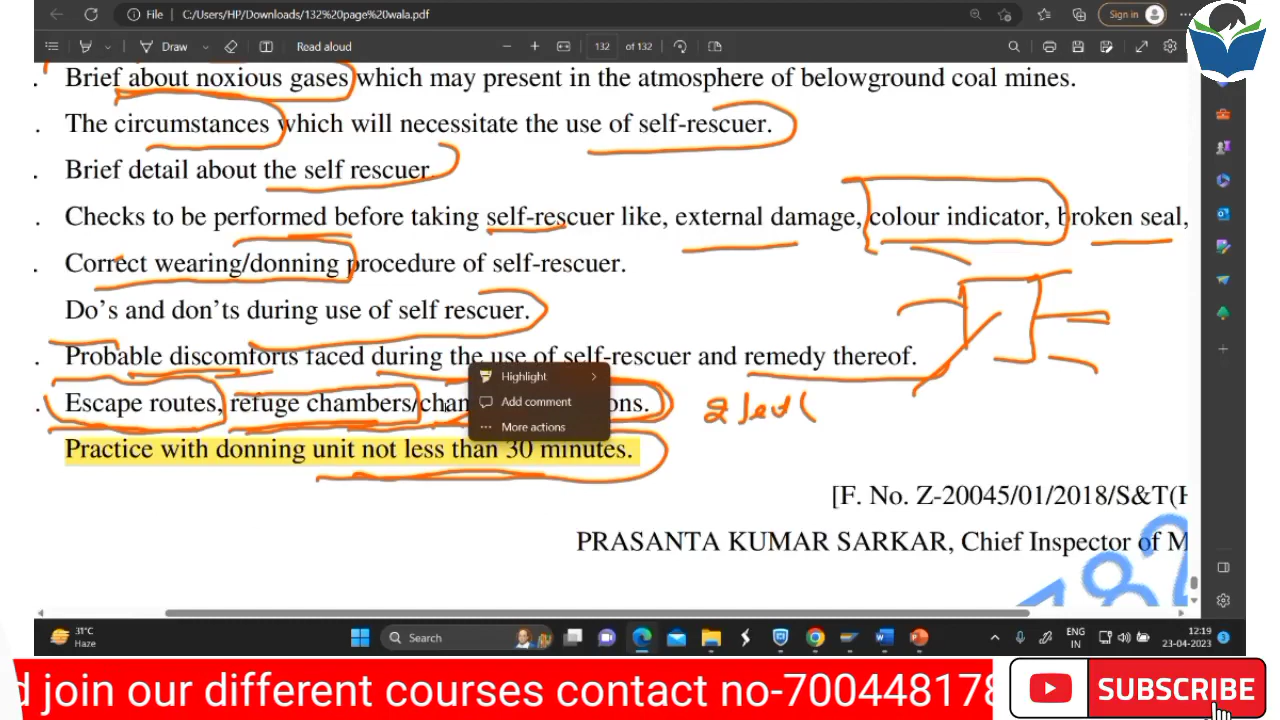 File C:/Users/HP/Downloads/132%20page%20wala.pdf Sign in
Draw Read aloud 132 of 132
. Brief about noxious gases which may present in the atmosphere of belowground coal mines.
. The circumstances which will necessitate the use of self-rescuer.
. Brief detail about the self rescuer.
. Checks to be performed before taking self-rescuer like, external damage, colour indicator, broken seal,
. Correct wearing/donning procedure of self-rescuer.
Do's and don'ts during use of self rescuer.
. Probable discomforts faced during the use of self-rescuer and remedy thereof.
Highlight
. Escape routes, refuge chambers/ ons.
Add comment
More actions
Practice with donning unit not less than 30 minutes.
[F. No. Z-20045/01/2018/S&T(
PRASANTA KUMAR SARKAR, Chief Inspector of M
31°C
Haze
Search
ENG
IN
12:19
23-04-2023
3
join our different courses contact no-700448178
SUBSCRIBE